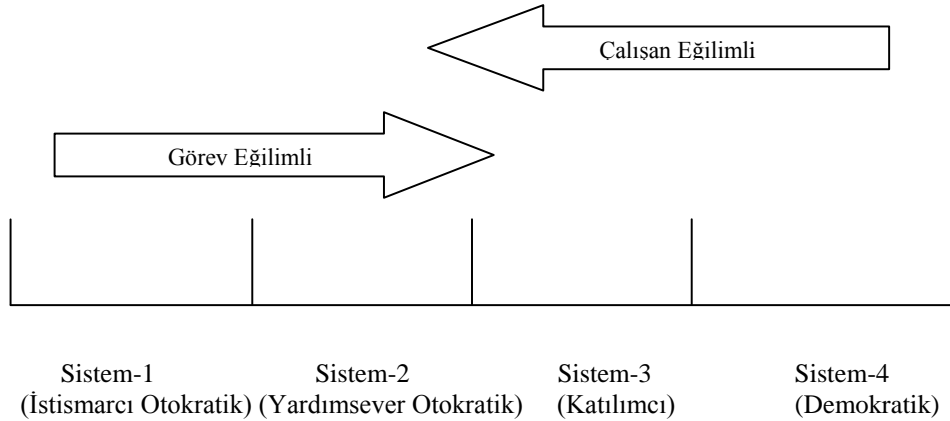 Çalışan Eğilimli
Görev Eğilimli
Sistem-1 Sistem-2 Sistem-3 Sistem-4
(İstismarcı Otokratik) (Yardımsever Otokratik) (Katılımcı) (Demokratik)